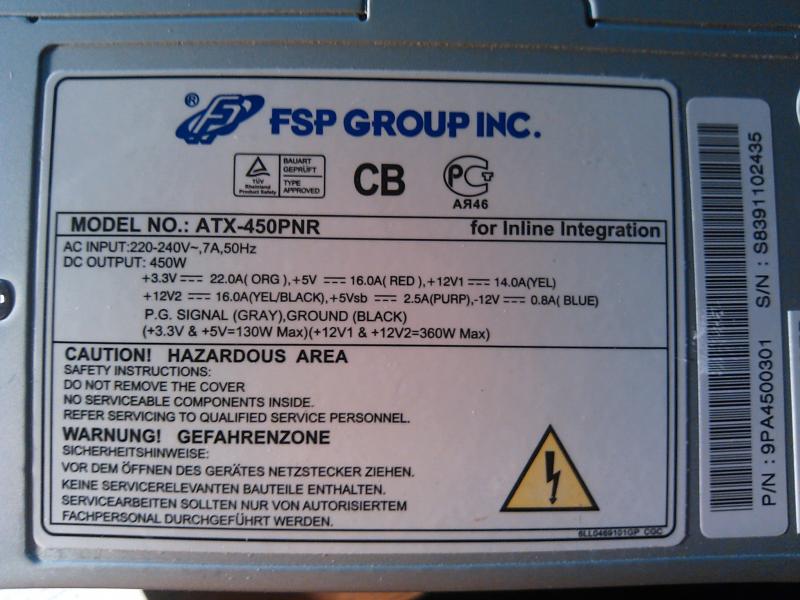 ® FSP GROUP INC.
TÜV Rheinland Product Safety
BAUART GEPRÜFT
TYPE APPROVED
CB
РСТ
АЯ46
MODEL NO.: ATX-450PNR for Inline Integration
AC INPUT:220-240V~,7A,50Hz
DC OUTPUT: 450W
+3.3V ⎓ 22.0A( ORG ),+5V ⎓ 16.0A( RED ),+12V1 ⎓ 14.0A(YEL)
+12V2 ⎓ 16.0A(YEL/BLACK),+5Vsb ⎓ 2.5A(PURP),-12V ⎓ 0.8A( BLUE)
P.G. SIGNAL (GRAY),GROUND (BLACK)
(+3.3V & +5V=130W Max)(+12V1 & +12V2=360W Max)
CAUTION! HAZARDOUS AREA
SAFETY INSTRUCTIONS:
DO NOT REMOVE THE COVER
NO SERVICEABLE COMPONENTS INSIDE.
REFER SERVICING TO QUALIFIED SERVICE PERSONNEL.
WARNUNG! GEFAHRENZONE
SICHERHEITSHINWEISE:
VOR DEM ÖFFNEN DES GERÄTES NETZSTECKER ZIEHEN.
KEINE SERVICERELEVANTEN BAUTEILE ENTHALTEN.
SERVICEARBEITEN SOLLTEN NUR VON AUTORISIERTEM
FACHPERSONAL DURCHGEFÜHRT WERDEN.
6LL0469101GP CQC
P/N : 9PA4500301 S/N : S8391102435